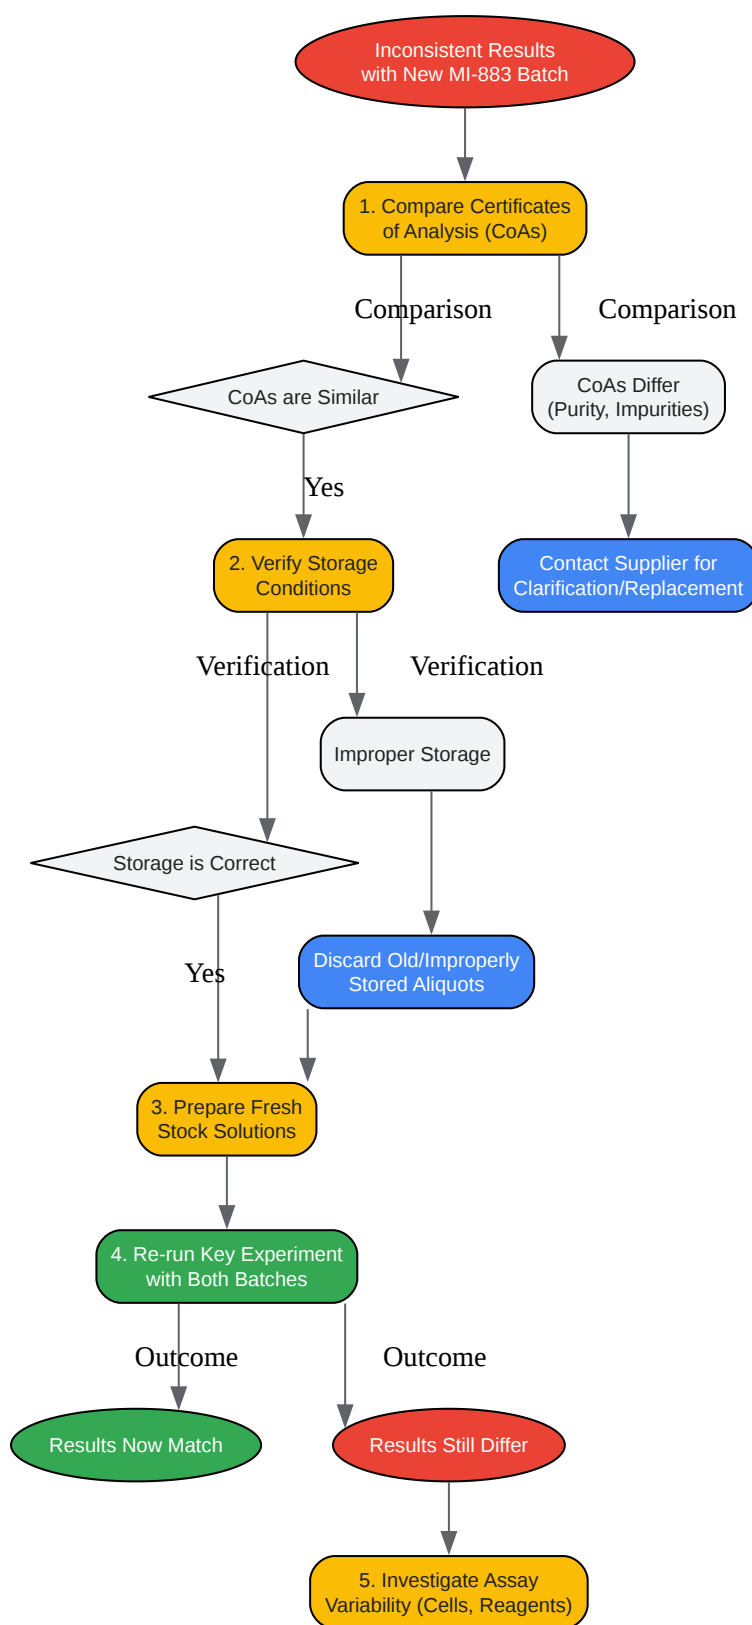 Inconsistent Results
with New MI-883 Batch
1. Compare Certificates
of Analysis (CoAs)
Comparison
Comparison
CoAs are Similar
CoAs Differ
(Purity, Impurities)
Yes
2. Verify Storage
Conditions
Contact Supplier for
Clarification/Replacement
Verification
Verification
Improper Storage
Storage is Correct
Discard Old/Improperly
Stored Aliquots
Yes
3. Prepare Fresh
Stock Solutions
4. Re-run Key Experiment
with Both Batches
Outcome
Outcome
Results Now Match
Results Still Differ
5. Investigate Assay
Variability (Cells, Reagents)